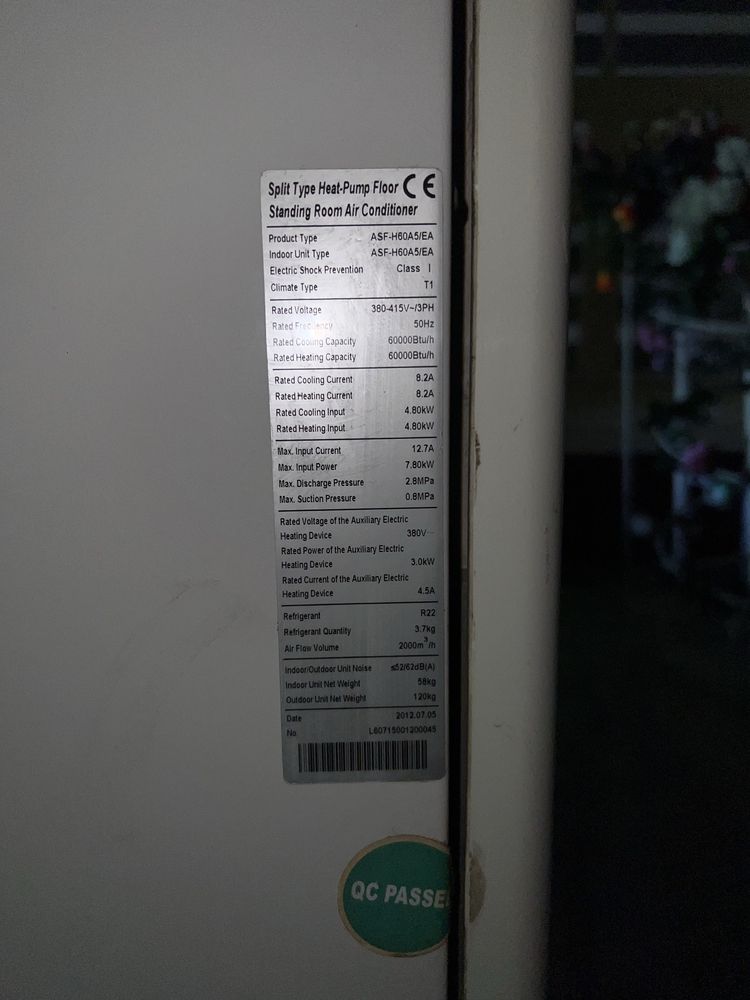 Split Type Heat-Pump Floor CE
Standing Room Air Conditioner
Product Type ASF-H60A5/EA
Indoor Unit Type ASF-H60A5/EA
Electric Shock Prevention Class I
Climate Type T1
Rated Voltage 380-415V~/3PH
Rated Frequency 50Hz
Rated Cooling Capacity 60000Btu/h
Rated Heating Capacity 60000Btu/h
Rated Cooling Current 8.2A
Rated Heating Current 8.2A
Rated Cooling Input 4.80kW
Rated Heating Input 4.80kW
Max. Input Current 12.7A
Max. Input Power 7.80kW
Max. Discharge Pressure 2.8MPa
Max. Suction Pressure 0.8MPa
Rated Voltage of the Auxiliary Electric
Heating Device 380V~
Rated Power of the Auxiliary Electric
Heating Device 3.0kW
Rated Current of the Auxiliary Electric
Heating Device 4.5A
Refrigerant R22
Refrigerant Quantity 3.7kg
Air Flow Volume 2000m³/h
Indoor/Outdoor Unit Noise ≤52/62dB(A)
Indoor Unit Net Weight 58kg
Outdoor Unit Net Weight 120kg
Date 2012.07.05
No. L60715001200045
QC PASSE